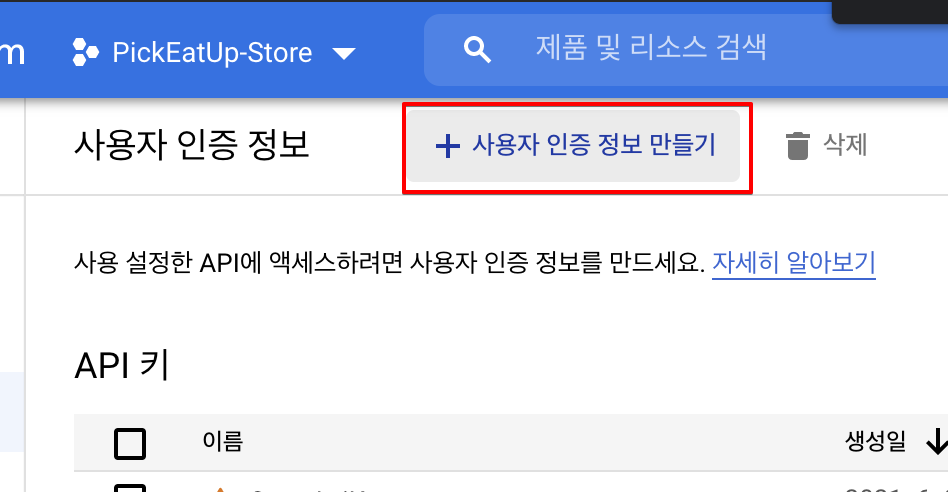 m PickEatUp-Store 제품 및 리소스 검색
사용자 인증 정보 + 사용자 인증 정보 만들기 삭제
사용 설정한 API에 액세스하려면 사용자 인증 정보를 만드세요. 자세히 알아보기
API 키
이름 생성일